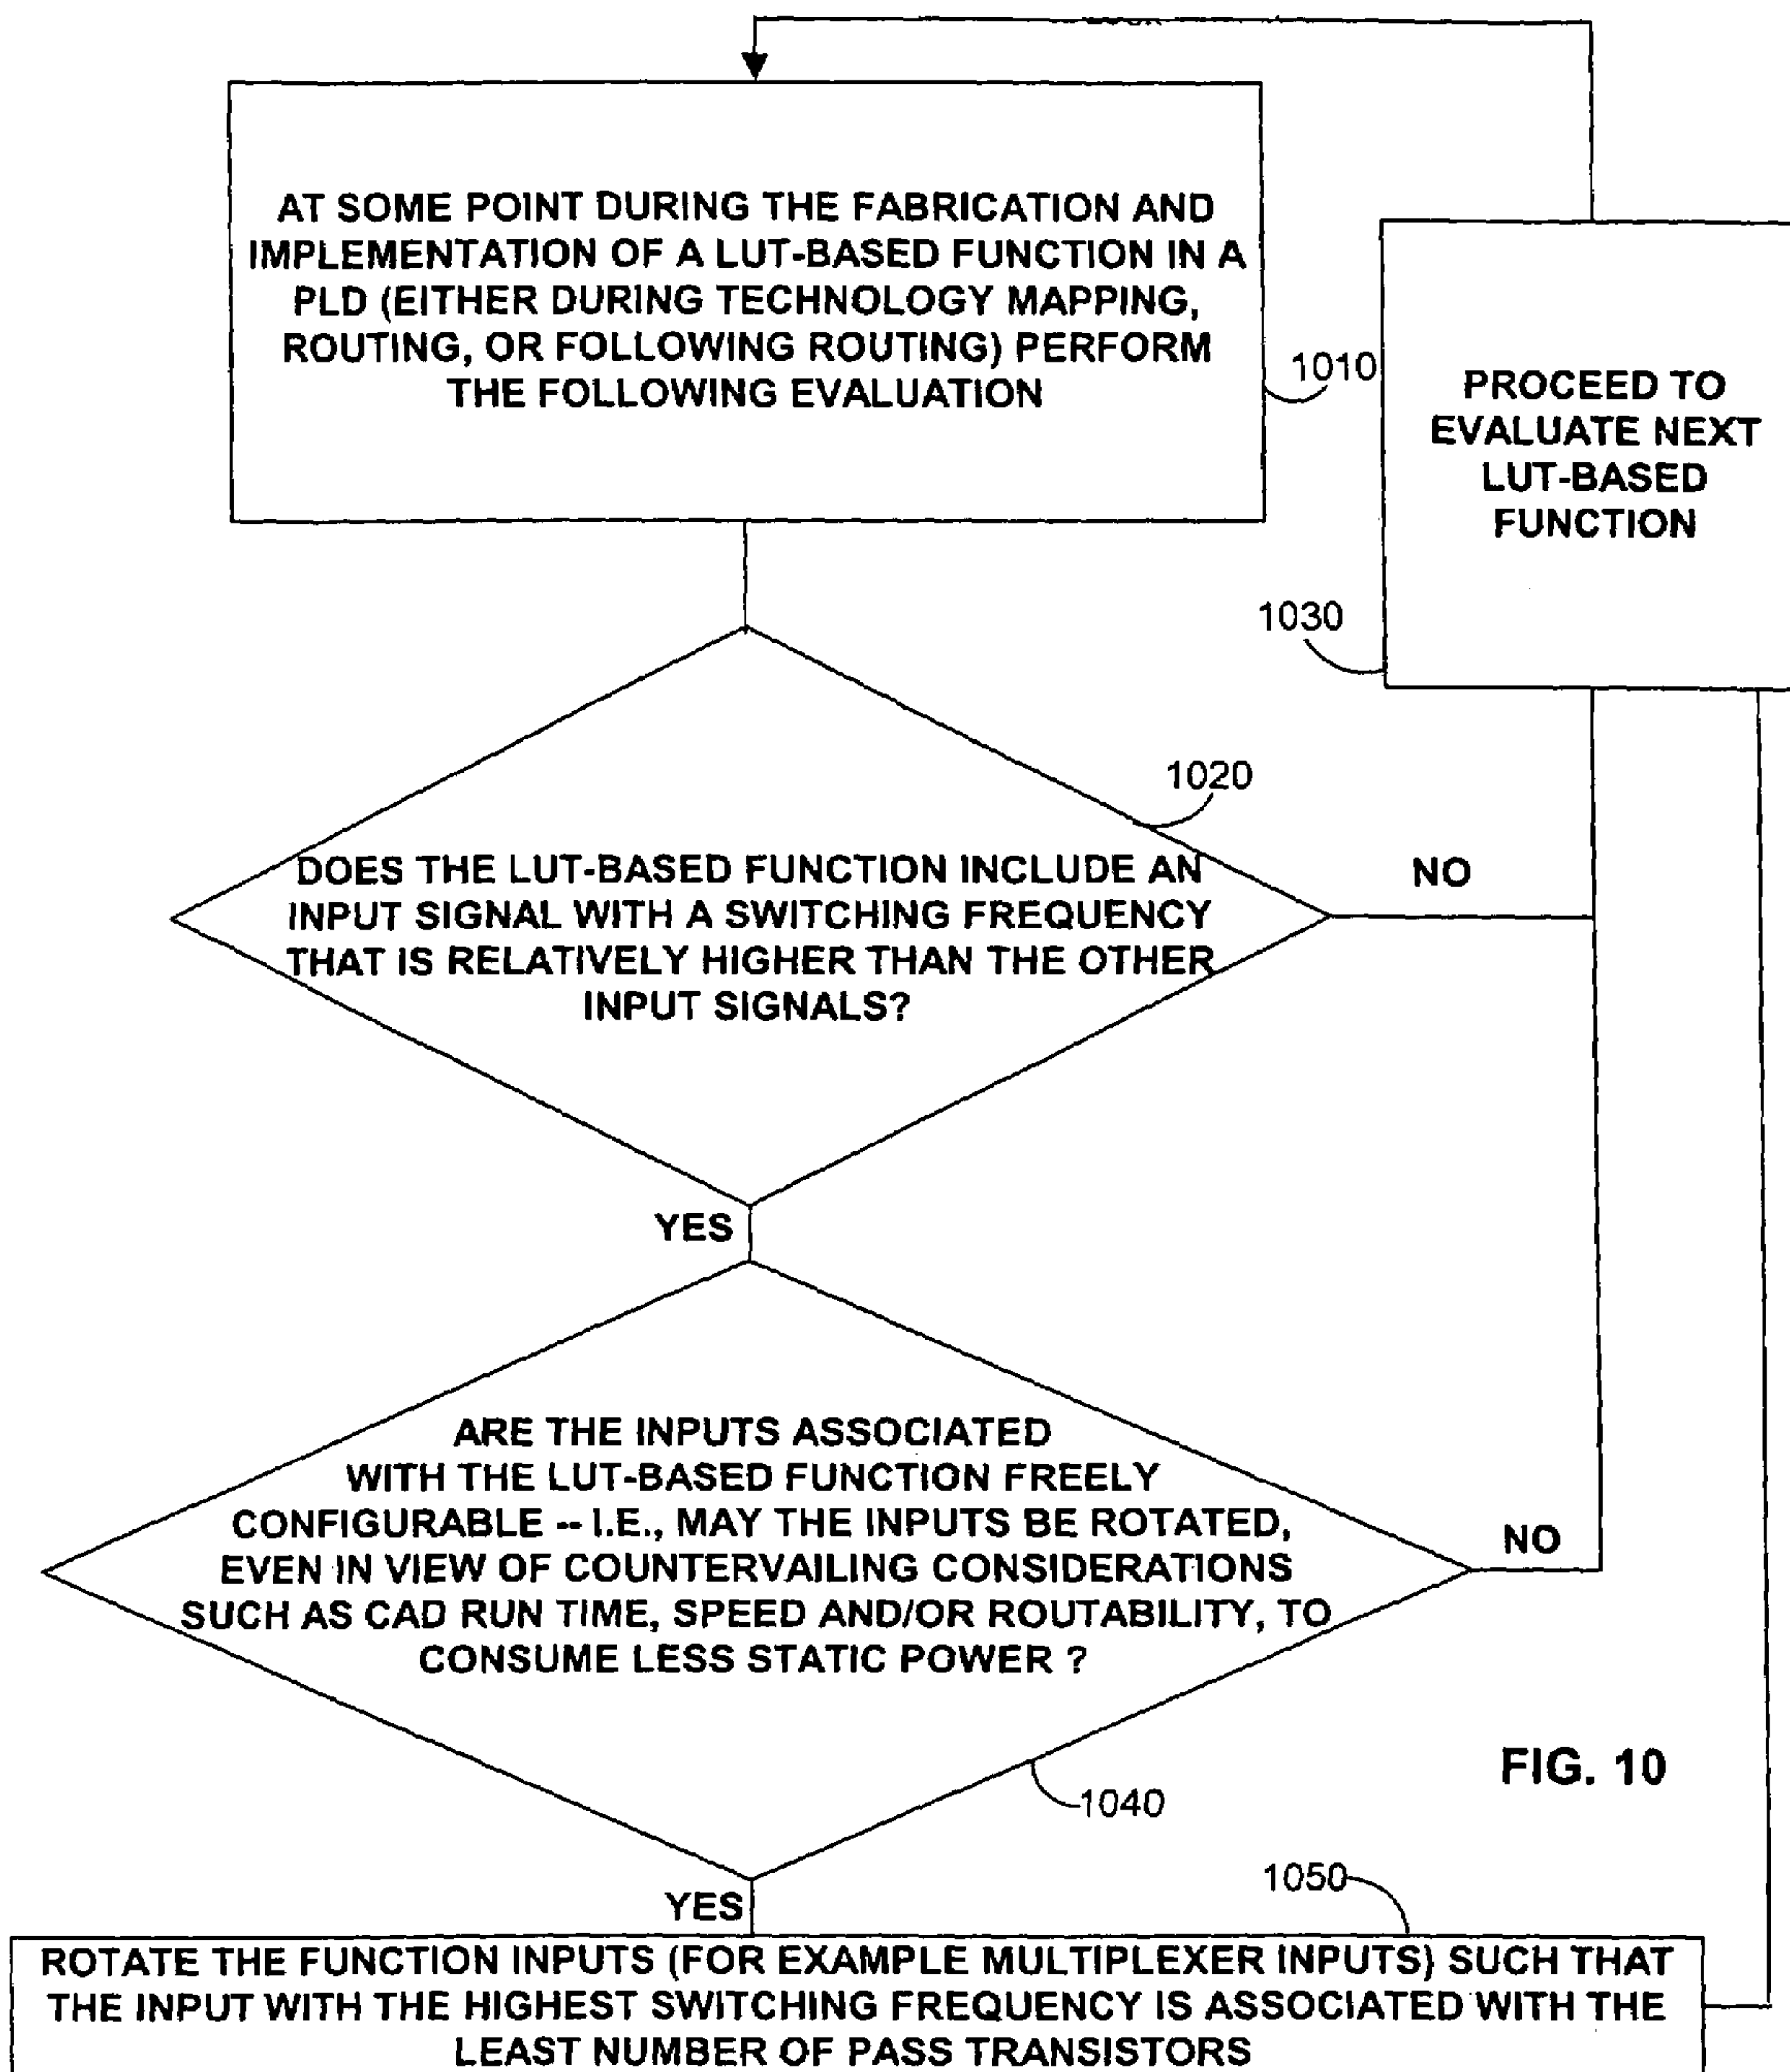 AT SOME POINT DURING THE FABRICATION AND
IMPLEMENTATION OF A LUT-BASED FUNCTION IN A
PLD (EITHER DURING TECHNOLOGY MAPPING,
ROUTING, OR FOLLOWING ROUTING) PERFORM
THE FOLLOWING EVALUATION
1010
PROCEED TO
EVALUATE NEXT
LUT-BASED
FUNCTION
1030
1020
DOES THE LUT-BASED FUNCTION INCLUDE AN
INPUT SIGNAL WITH A SWITCHING FREQUENCY
THAT IS RELATIVELY HIGHER THAN THE OTHER
INPUT SIGNALS?
NO
YES
ARE THE INPUTS ASSOCIATED
WITH THE LUT-BASED FUNCTION FREELY
CONFIGURABLE -- I.E., MAY THE INPUTS BE ROTATED,
EVEN IN VIEW OF COUNTERVAILING CONSIDERATIONS
SUCH AS CAD RUN TIME, SPEED AND/OR ROUTABILITY, TO
CONSUME LESS STATIC POWER ?
NO
FIG. 10
1040
YES
1050
ROTATE THE FUNCTION INPUTS (FOR EXAMPLE MULTIPLEXER INPUTS) SUCH THAT
THE INPUT WITH THE HIGHEST SWITCHING FREQUENCY IS ASSOCIATED WITH THE
LEAST NUMBER OF PASS TRANSISTORS